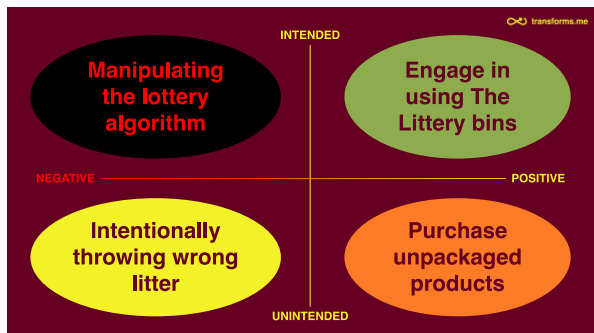 transforms.me
INTENDED
Manipulating
the lottery
algorithm
Engage in
using The
Littery bins
NEGATIVE
POSITIVE
Intentionally
throwing wrong
litter
Purchase
unpackaged
products
UNINTENDED